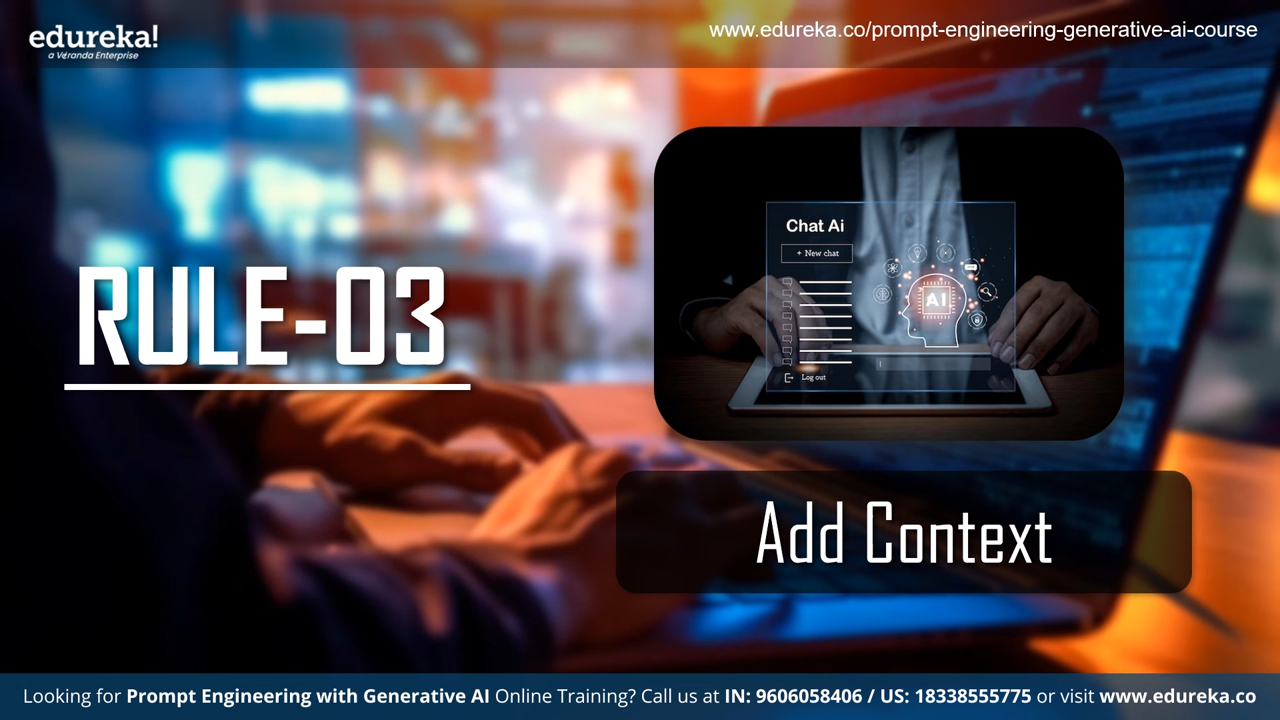 edureka!
a Veranda Enterprise
www.edureka.co/prompt-engineering-generative-ai-course
RULE-03
Chat Ai
+ New chat
AI
Log out
Add Context
Looking for Prompt Engineering with Generative AI Online Training? Call us at IN: 9606058406 / US: 18338555775 or visit www.edureka.co